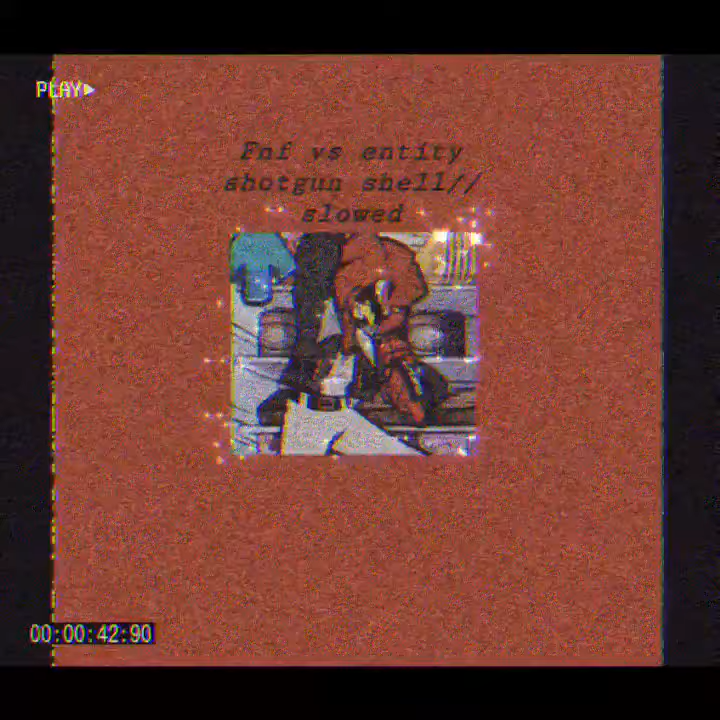 PLAY▶
Fnf vs entity
shotgun shell//
slowed
00:00:42:90